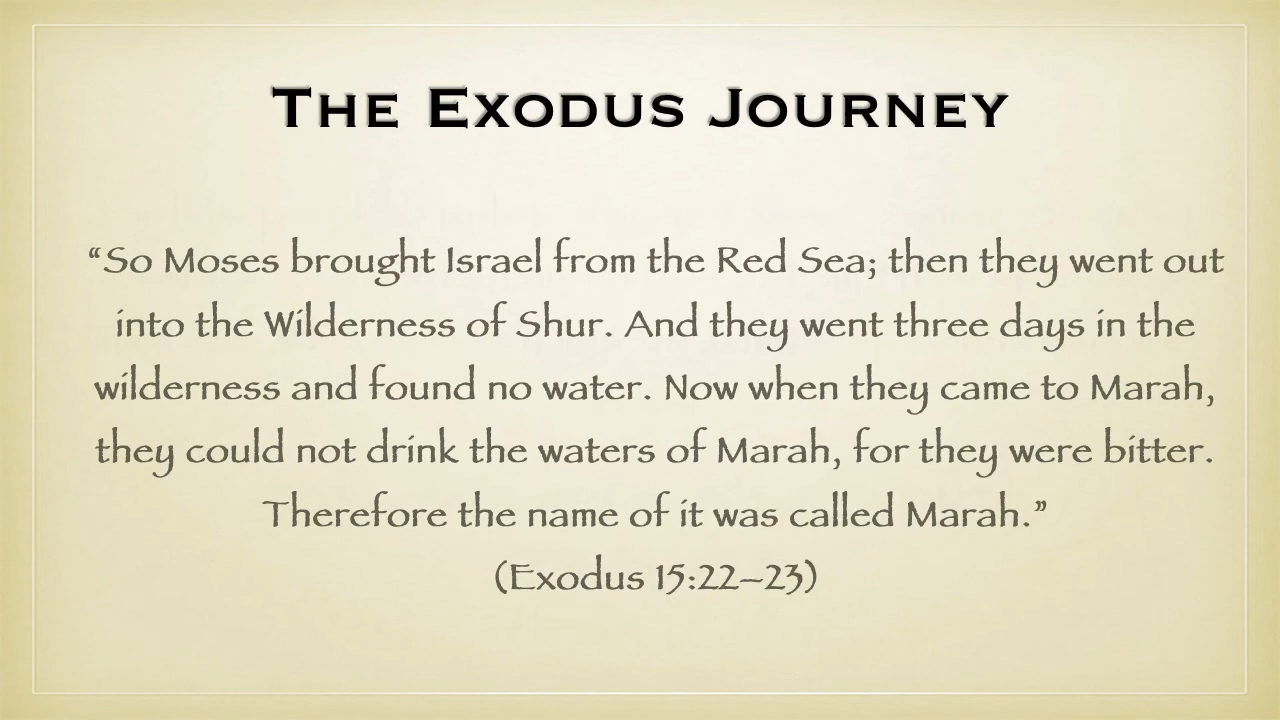 The Exodus Journey
“So Moses brought Israel from the Red Sea; then they went out
into the Wilderness of Shur. And they went three days in the
wilderness and found no water. Now when they came to Marah,
they could not drink the waters of Marah, for they were bitter.
Therefore the name of it was called Marah.”
(Exodus 15:22–23)